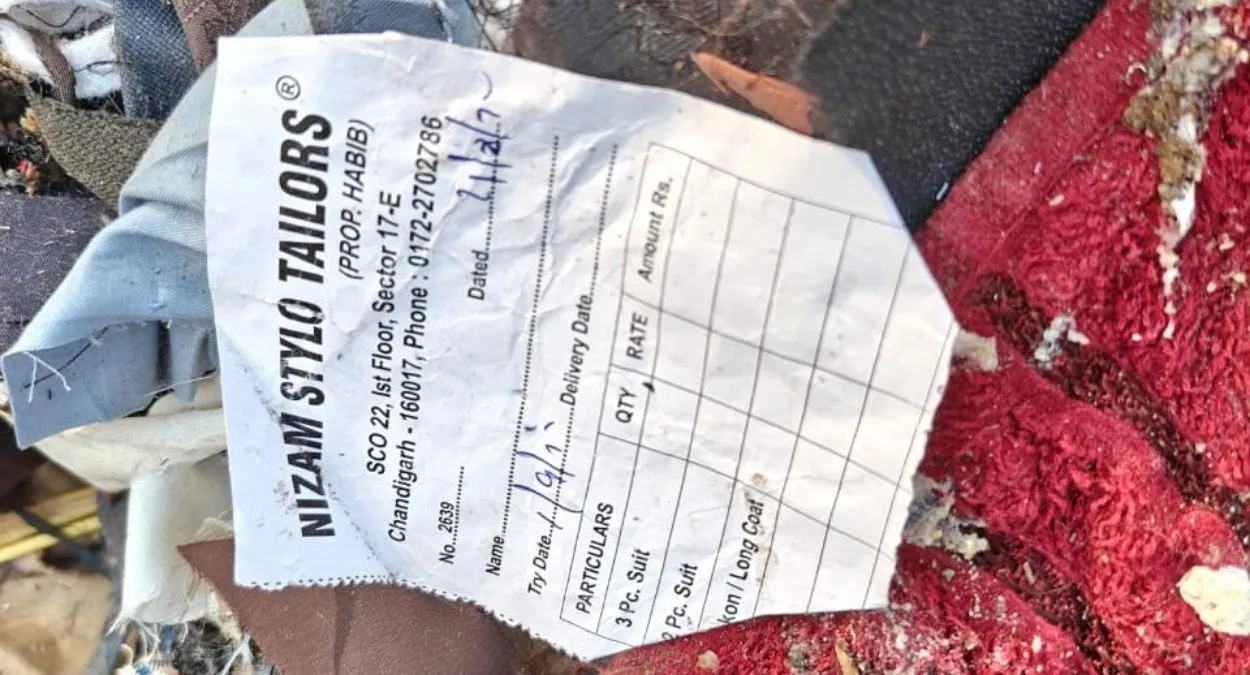 NIZAM STYLO TAILORS®
(PROP. HABIB)
SCO 22, Ist Floor, Sector 17-E
Chandigarh - 160017, Phone : 0172-2702786
No. 2639 Dated
Name
Try Date Delivery Date
PARTICULARS QTY RATE Amount Rs.
3 Pc. Suit
Pc. Suit
kon / Long Coat